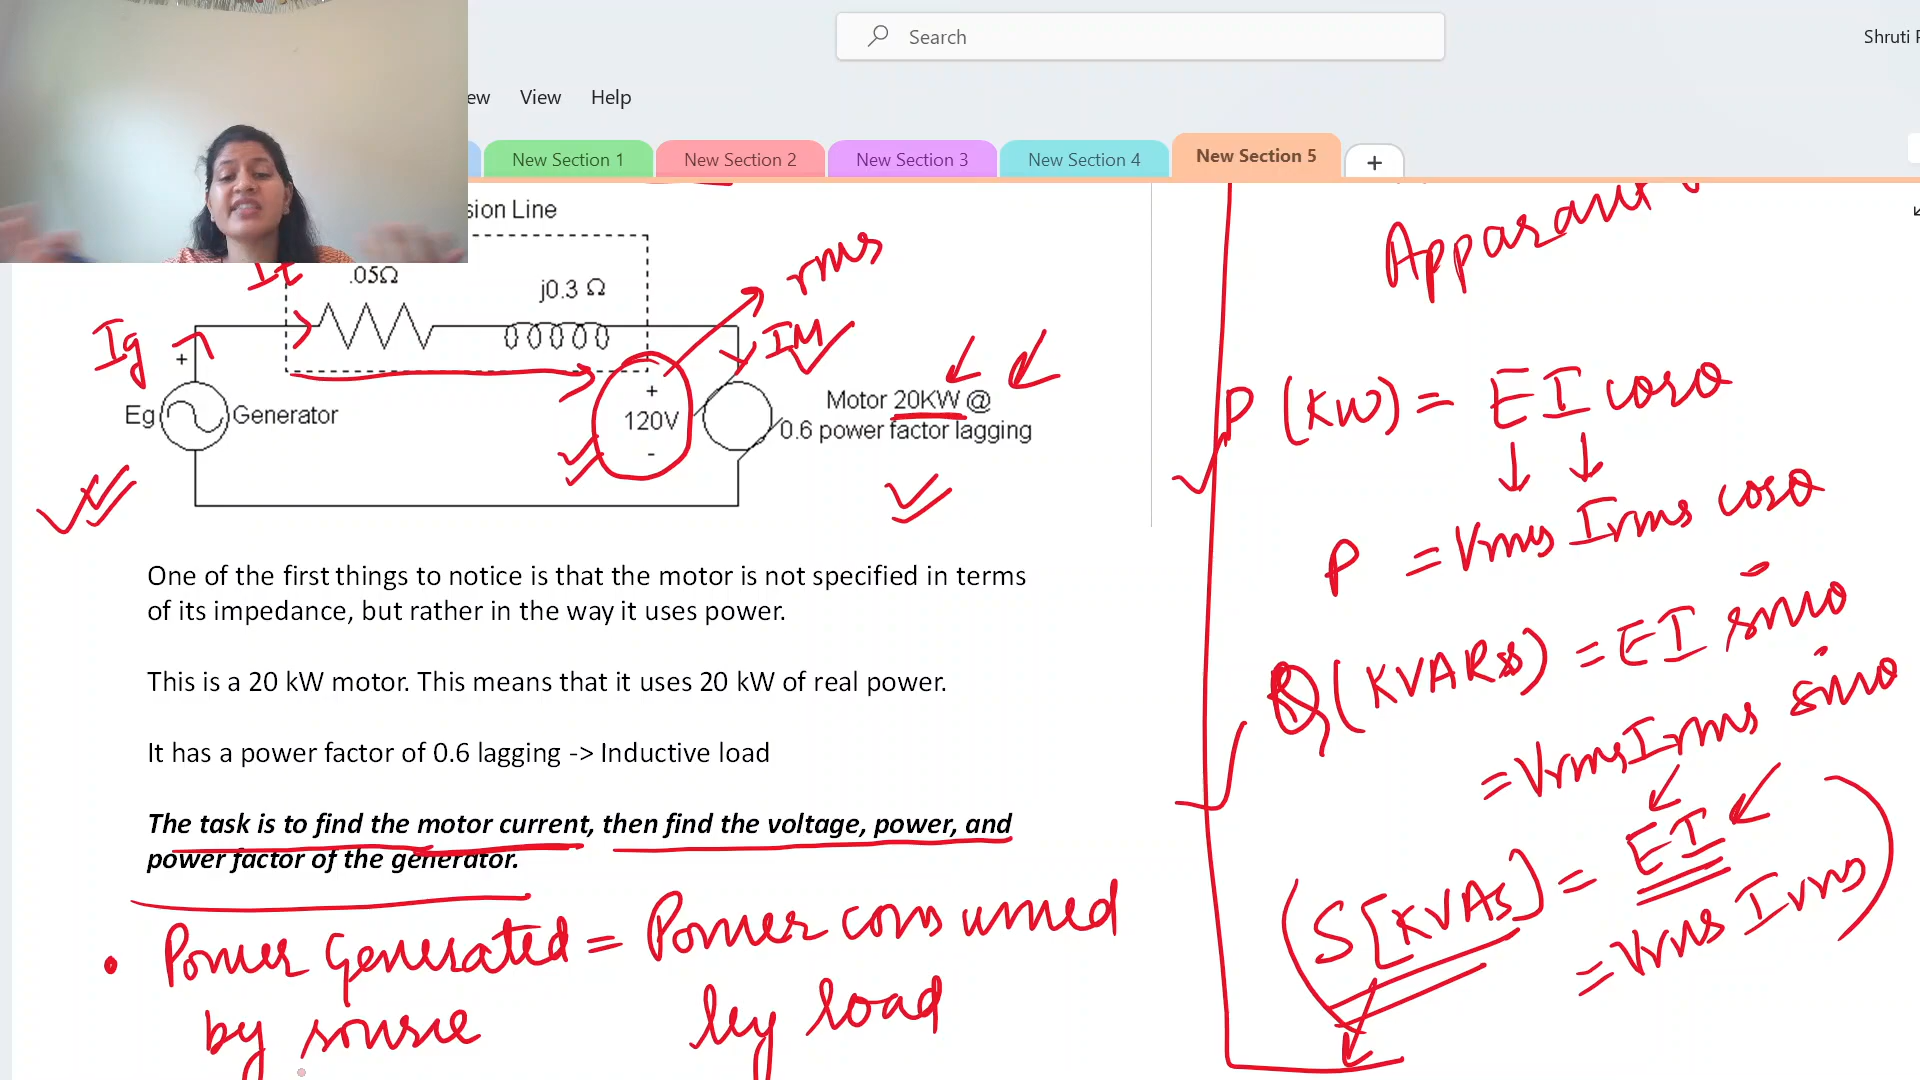 Search
Shruti
ew View Help
New Section 1 New Section 2 New Section 3 New Section 4 New Section 5 +
sion Line
It
.05Ω
j0.3 Ω
rms
Ig
IM
+
Eg
Generator
+
120V
-
Motor 20KW @
0.6 power factor lagging
One of the first things to notice is that the motor is not specified in terms
of its impedance, but rather in the way it uses power.
This is a 20 kW motor. This means that it uses 20 kW of real power.
It has a power factor of 0.6 lagging -> Inductive load
The task is to find the motor current, then find the voltage, power, and
power factor of the generator.
• Power Generated = Power consumed
by source by load
Apparant
P (KW) = EI cosθ
P = Vrms Irms cosθ
Q (KVARs) = EI sinθ
= Vrms Irms sinθ
S[KVAs] = EI
= Vrms Irms